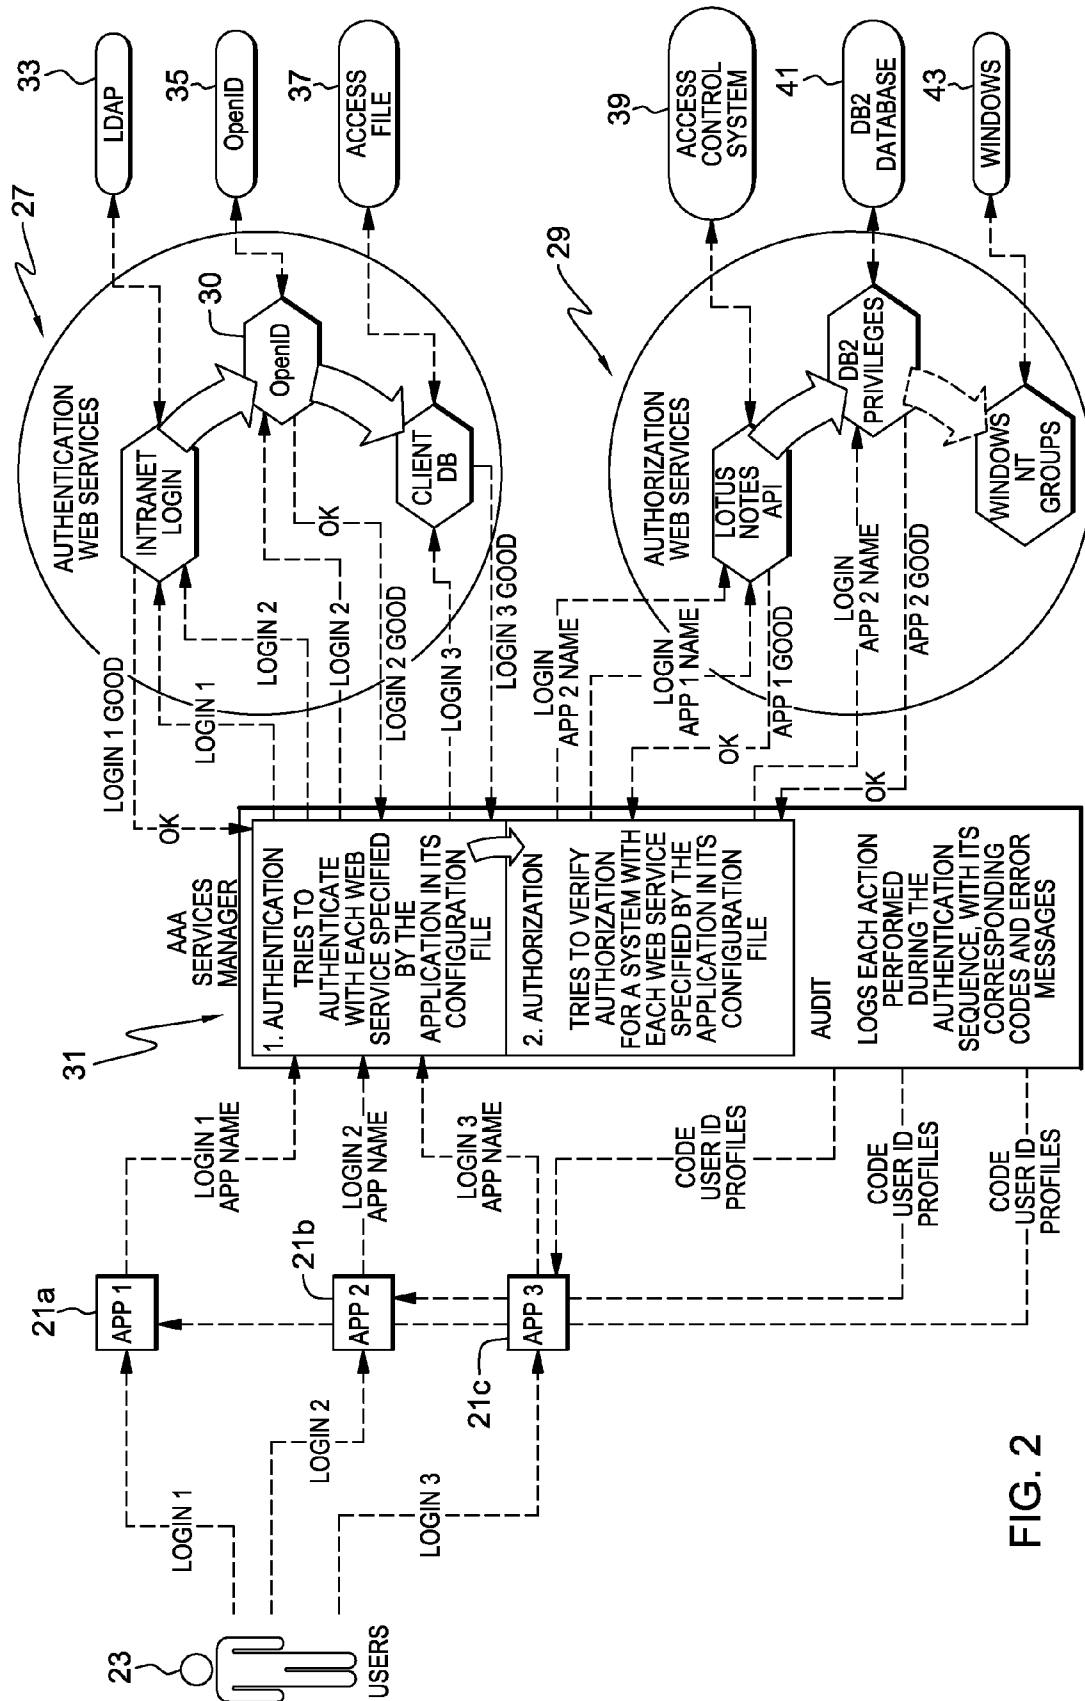 23
USERS
LOGIN 1
LOGIN 2
LOGIN 3
21a
APP 1
21b
APP 2
21c
APP 3
LOGIN 1
APP NAME
LOGIN 2
APP NAME
LOGIN 3
APP NAME
CODE
USER ID
PROFILES
CODE
USER ID
PROFILES
CODE
USER ID
PROFILES
31
AAA
SERVICES
MANAGER
1. AUTHENTICATION
TRIES TO
AUTHENTICATE
WITH EACH WEB
SERVICE SPECIFIED
BY THE
APPLICATION IN ITS
CONFIGURATION
FILE
2. AUTHORIZATION
TRIES TO VERIFY
AUTHORIZATION
FOR A SYSTEM WITH
EACH WEB SERVICE
SPECIFIED BY THE
APPLICATION IN ITS
CONFIGURATION
FILE
AUDIT
LOGS EACH ACTION
PERFORMED
DURING THE
AUTHENTICATION
SEQUENCE, WITH ITS
CORRESPONDING
CODES AND ERROR
MESSAGES
LOGIN 1 GOOD
OK
LOGIN 1
LOGIN 2
LOGIN 2
OK
LOGIN 2 GOOD
LOGIN 3
LOGIN 3 GOOD
LOGIN
APP 2 NAME
LOGIN
APP 1 NAME
OK
APP 1 GOOD
LOGIN
APP 2 NAME
OK
APP 2 GOOD
27
AUTHENTICATION
WEB SERVICES
INTRANET
LOGIN
30
OpenID
CLIENT
DB
29
AUTHORIZATION
WEB SERVICES
LOTUS
NOTES
API
DB2
PRIVILEGES
WINDOWS
NT
GROUPS
33
LDAP
35
OpenID
37
ACCESS
FILE
39
ACCESS
CONTROL
SYSTEM
41
DB2
DATABASE
43
WINDOWS
FIG. 2